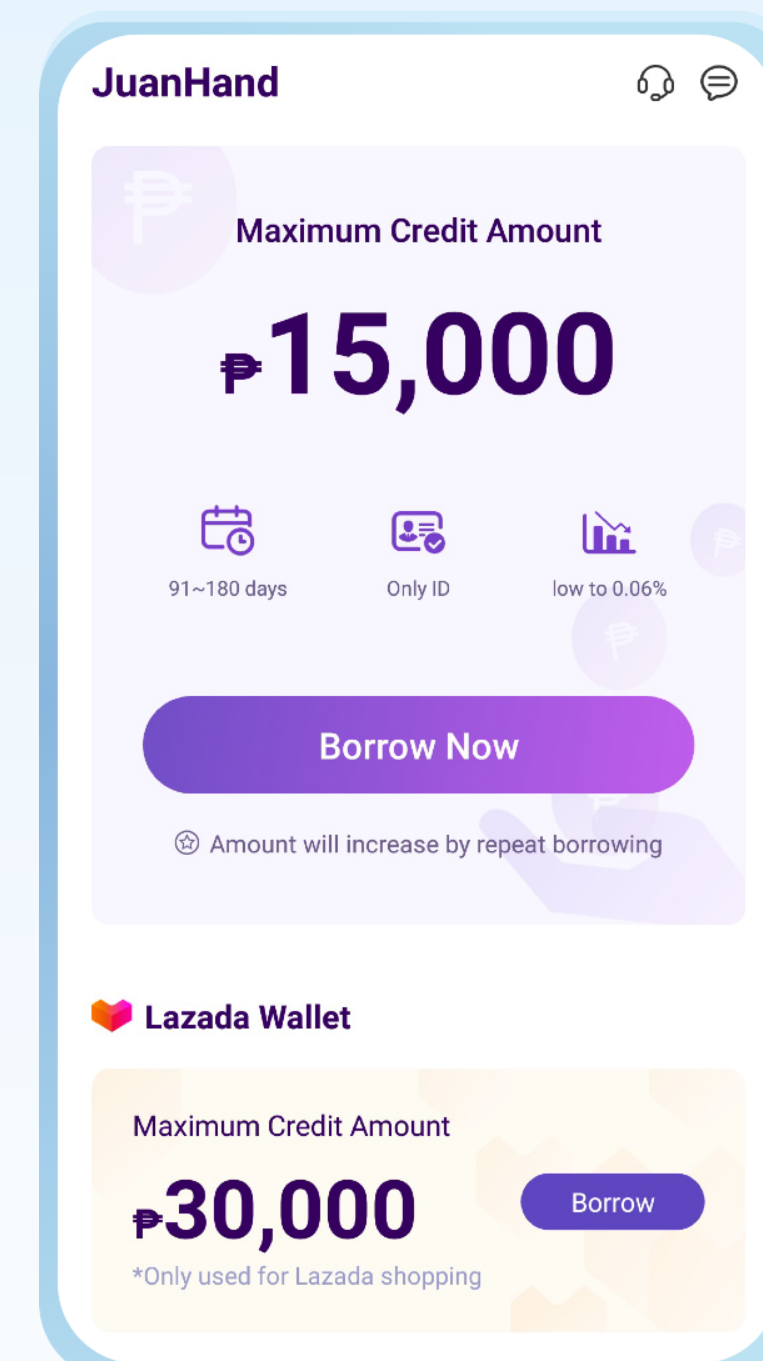 JuanHand
Maximum Credit Amount
₱15,000
91~180 days
Only ID
low to 0.06%
Borrow Now
Amount will increase by repeat borrowing
Lazada Wallet
Maximum Credit Amount
₱30,000
Borrow
*Only used for Lazada shopping